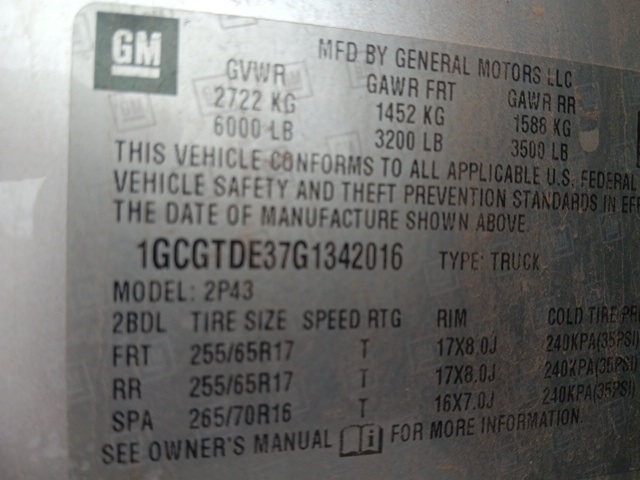 GM
MFD BY GENERAL MOTORS LLC
GVWR GAWR FRT GAWR RR
2722 KG 1452 KG 1588 KG
6000 LB 3200 LB 3500 LB
THIS VEHICLE CONFORMS TO ALL APPLICABLE U.S. FEDERAL
VEHICLE SAFETY AND THEFT PREVENTION STANDARDS IN EFF
THE DATE OF MANUFACTURE SHOWN ABOVE.
1GCGTDE37G1342016 TYPE: TRUCK
MODEL: 2P43
2BDL TIRE SIZE SPEED RTG RIM COLD TIRE PR
FRT 255/65R17 T 17X8.0J 240KPA(35PSI)
RR 255/65R17 T 17X8.0J 240KPA(35PSI)
SPA 265/70R16 T 16X7.0J 240KPA(35PSI)
SEE OWNER'S MANUAL FOR MORE INFORMATION.